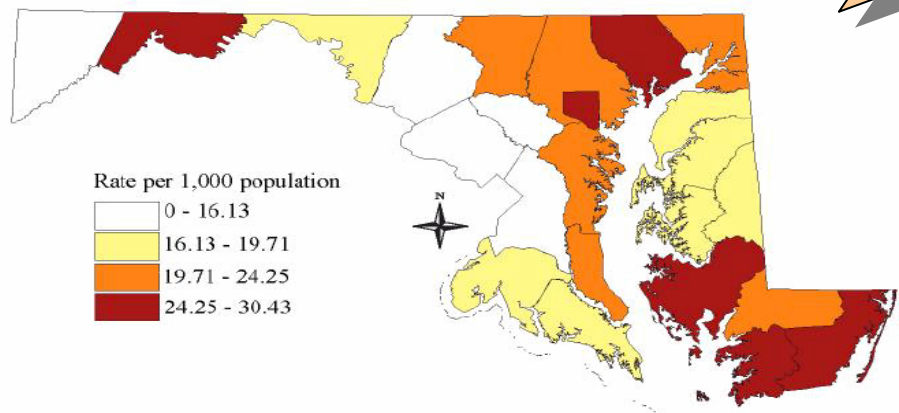 Rate per 1,000 population
0 - 16.13
16.13 - 19.71
19.71 - 24.25
24.25 - 30.43
N